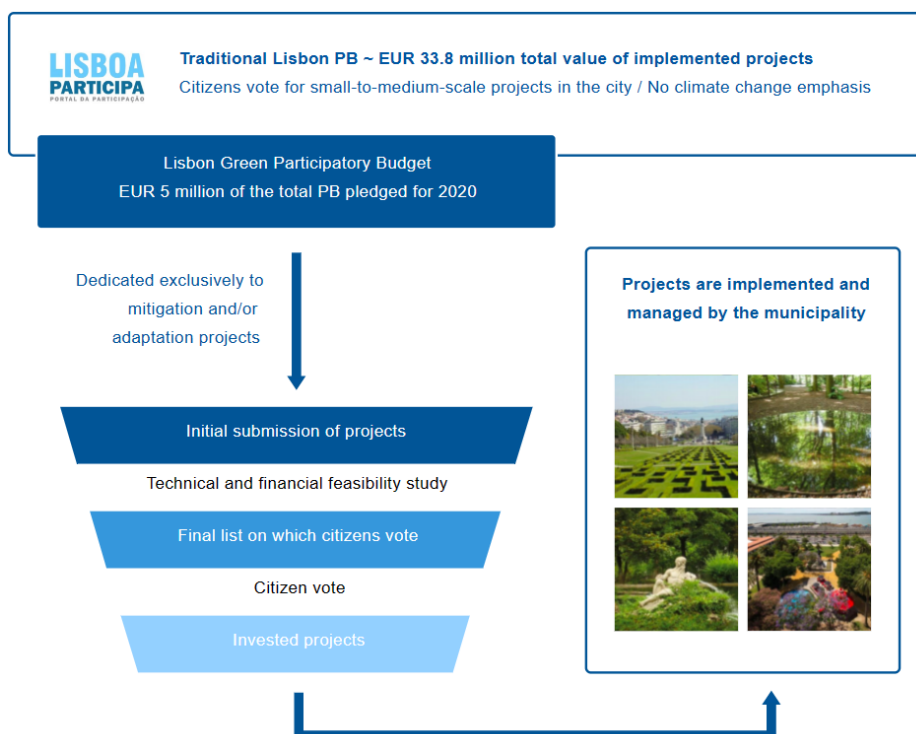 LISBOA
PARTICIPA
PORTAL DA PARTICIPAÇÃO
Traditional Lisbon PB ~ EUR 33.8 million total value of implemented projects
Citizens vote for small-to-medium-scale projects in the city / No climate change emphasis
Lisbon Green Participatory Budget
EUR 5 million of the total PB pledged for 2020
Dedicated exclusively to
mitigation and/or
adaptation projects
Initial submission of projects
Technical and financial feasibility study
Final list on which citizens vote
Citizen vote
Invested projects
Projects are implemented and
managed by the municipality